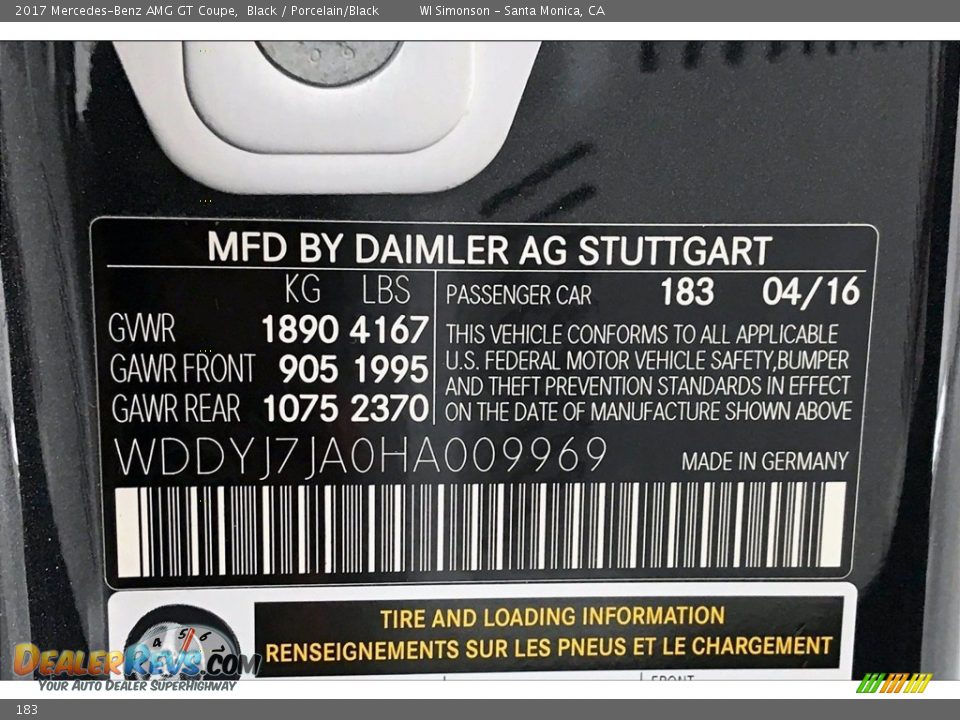 2017 Mercedes-Benz AMG GT Coupe, Black / Porcelain/Black WI Simonson - Santa Monica, CA
MFD BY DAIMLER AG STUTTGART
KG LBS
GVWR 1890 4167
GAWR FRONT 905 1995
GAWR REAR 1075 2370
PASSENGER CAR 183 04/16
THIS VEHICLE CONFORMS TO ALL APPLICABLE
U.S. FEDERAL MOTOR VEHICLE SAFETY,BUMPER
AND THEFT PREVENTION STANDARDS IN EFFECT
ON THE DATE OF MANUFACTURE SHOWN ABOVE
WDDYJ7JA0HA009969 MADE IN GERMANY
TIRE AND LOADING INFORMATION
RENSEIGNEMENTS SUR LES PNEUS ET LE CHARGEMENT
FRONT
4 5 6
DEALERREVS.COM
YOUR AUTO DEALER SUPERHIGHWAY
183